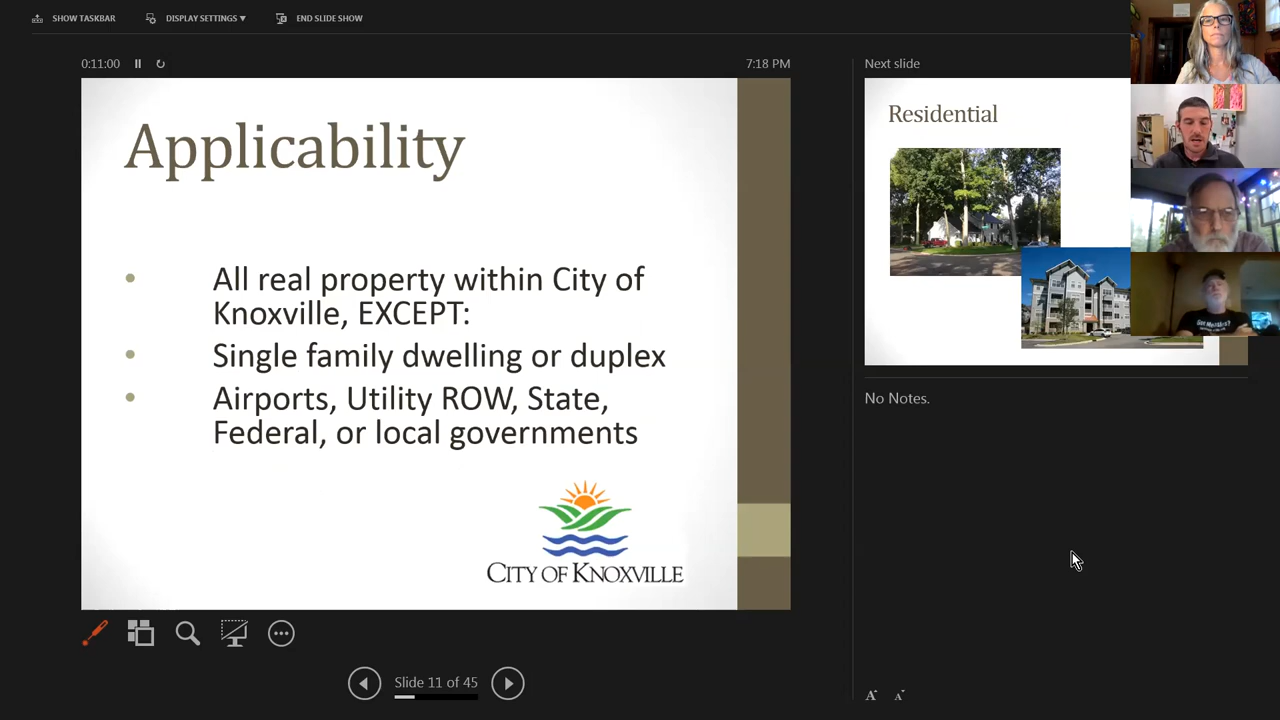 SHOW TASKBAR
DISPLAY SETTINGS ▼
END SLIDE SHOW
0:11:00
7:18 PM
Applicability
• All real property within City of
Knoxville, EXCEPT:
• Single family dwelling or duplex
• Airports, Utility ROW, State,
Federal, or local governments
CITY OF KNOXVILLE
Slide 11 of 45
Next slide
Residential
No Notes.
A A